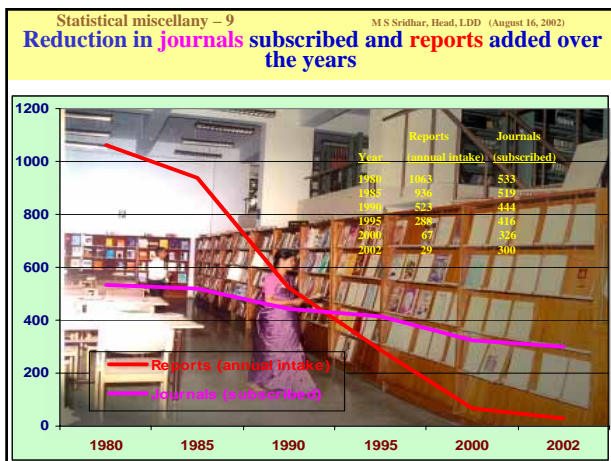 Statistical miscellany – 9 M S Sridhar, Head, LDD (August 16, 2002)
Reduction in journals subscribed and reports added over
the years
1200
1000
800
600
400
200
0
Reports Journals
Year (annual intake) (subscribed)
1980 1063 533
1985 936 519
1990 523 444
1995 288 416
2000 67 326
2002 29 300
Reports (annual intake)
Journals (subscribed)
1980 1985 1990 1995 2000 2002